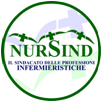 NURSIND
IL SINDACATO DELLE PROFESSIONI
INFERMIERISTICHE